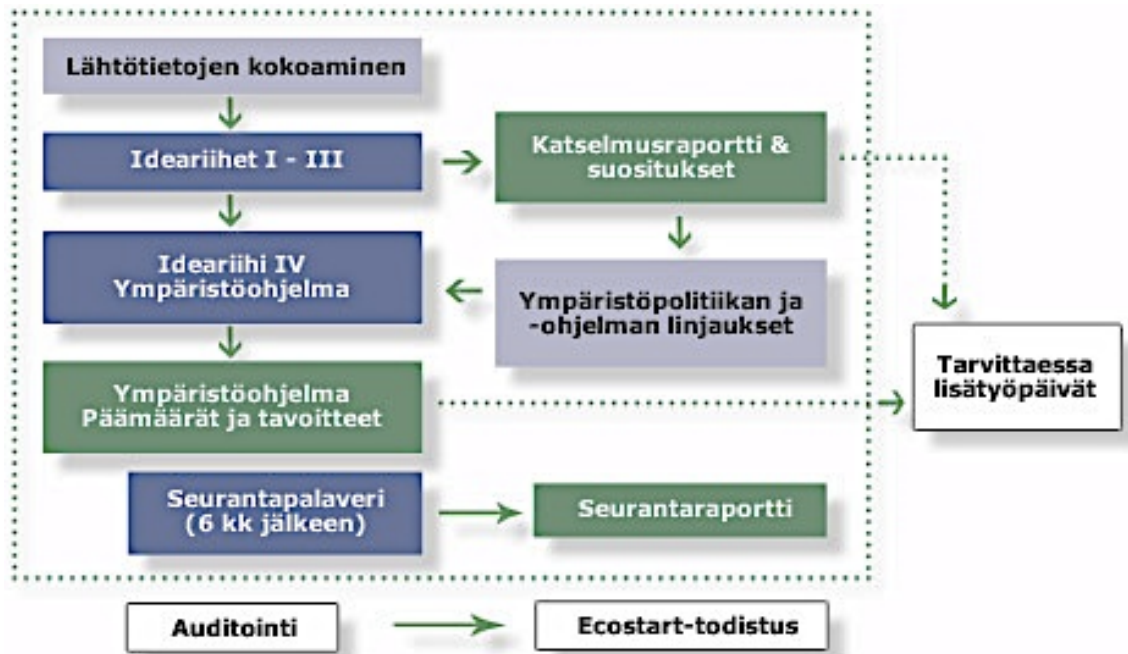 Lähtötietojen kokoaminen
Ideariihet I - III
Katselmusraportti &
suositukset
Ideariihi IV
Ympäristöohjelma
Ympäristöpolitiikan ja
-ohjelman linjaukset
Tarvittaessa
lisätyöpäivät
Ympäristöohjelma
Päämäärät ja tavoitteet
Seurantapalaveri
(6 kk jälkeen)
Seurantaraportti
Auditointi
Ecostart-todistus